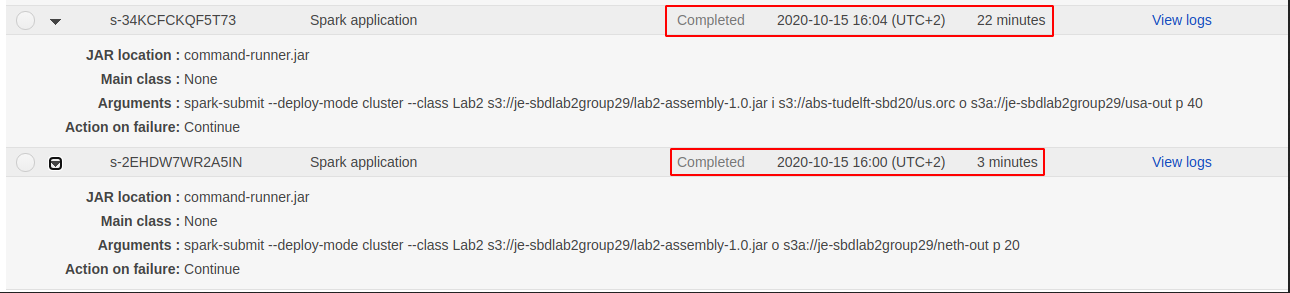 s-34KCFCKQF5T73 Spark application Completed 2020-10-15 16:04 (UTC+2) 22 minutes View logs
JAR location : command-runner.jar
Main class : None
Arguments : spark-submit --deploy-mode cluster --class Lab2 s3://je-sbdlab2group29/lab2-assembly-1.0.jar i s3://abs-tudelft-sbd20/us.orc o s3a://je-sbdlab2group29/usa-out p 40
Action on failure: Continue
s-2EHDW7WR2A5IN Spark application Completed 2020-10-15 16:00 (UTC+2) 3 minutes View logs
JAR location : command-runner.jar
Main class : None
Arguments : spark-submit --deploy-mode cluster --class Lab2 s3://je-sbdlab2group29/lab2-assembly-1.0.jar o s3a://je-sbdlab2group29/neth-out p 20
Action on failure: Continue